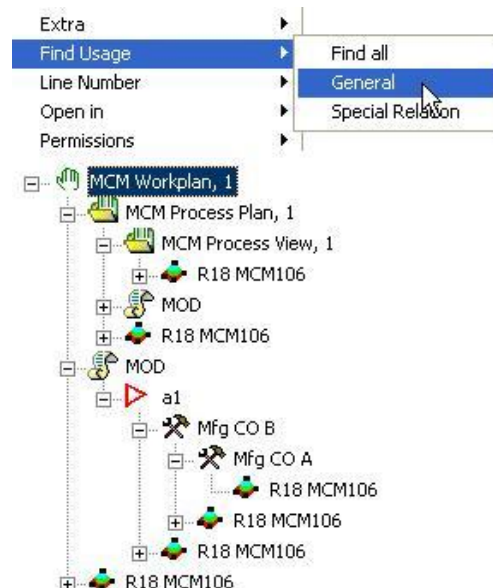 Extra
Find Usage
Find all
Line Number
General
Open in
Special Relation
Permissions
MCM Workplan, 1
MCM Process Plan, 1
MCM Process View, 1
R18 MCM106
MOD
R18 MCM106
MOD
a1
Mfg CO B
Mfg CO A
R18 MCM106
R18 MCM106
R18 MCM106
R18 MCM106